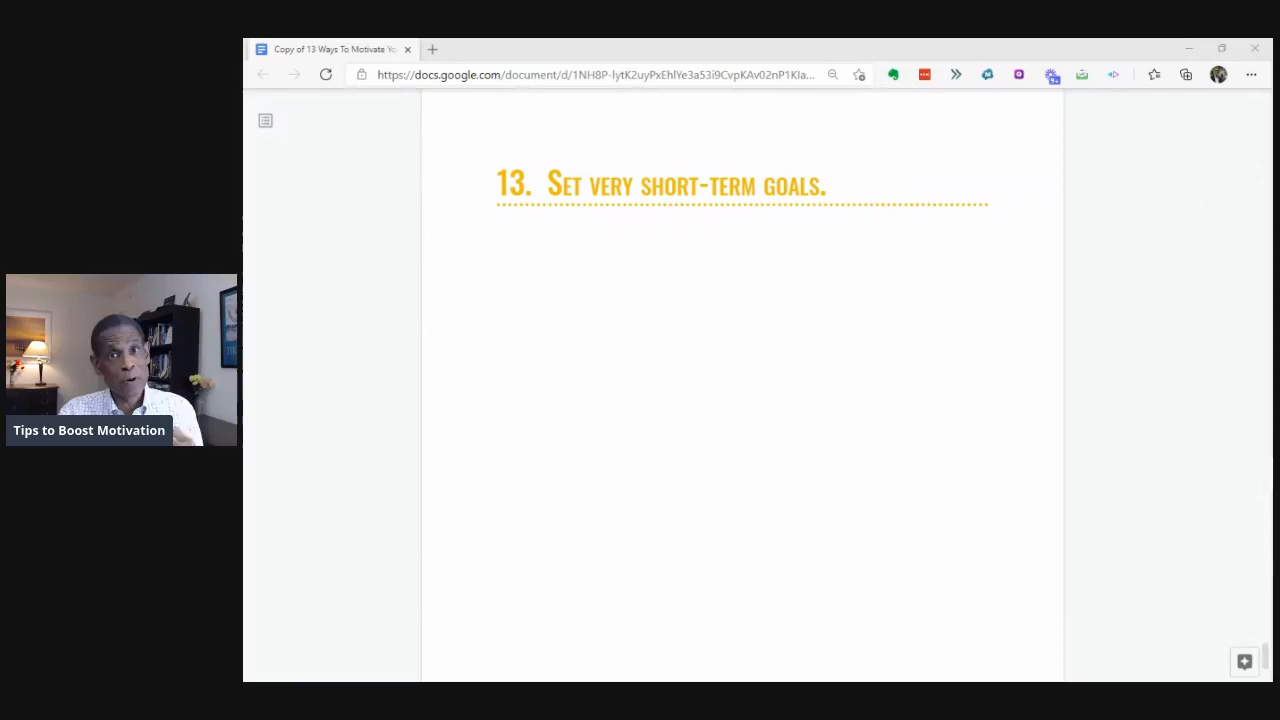 Copy of 13 Ways To Motivate Yo
https://docs.google.com/document/d/1NH8P-lytK2uyPxEhlYe3a53i9CvpKAv02nP1KIa...
13. Set very short-term goals.
Tips to Boost Motivation